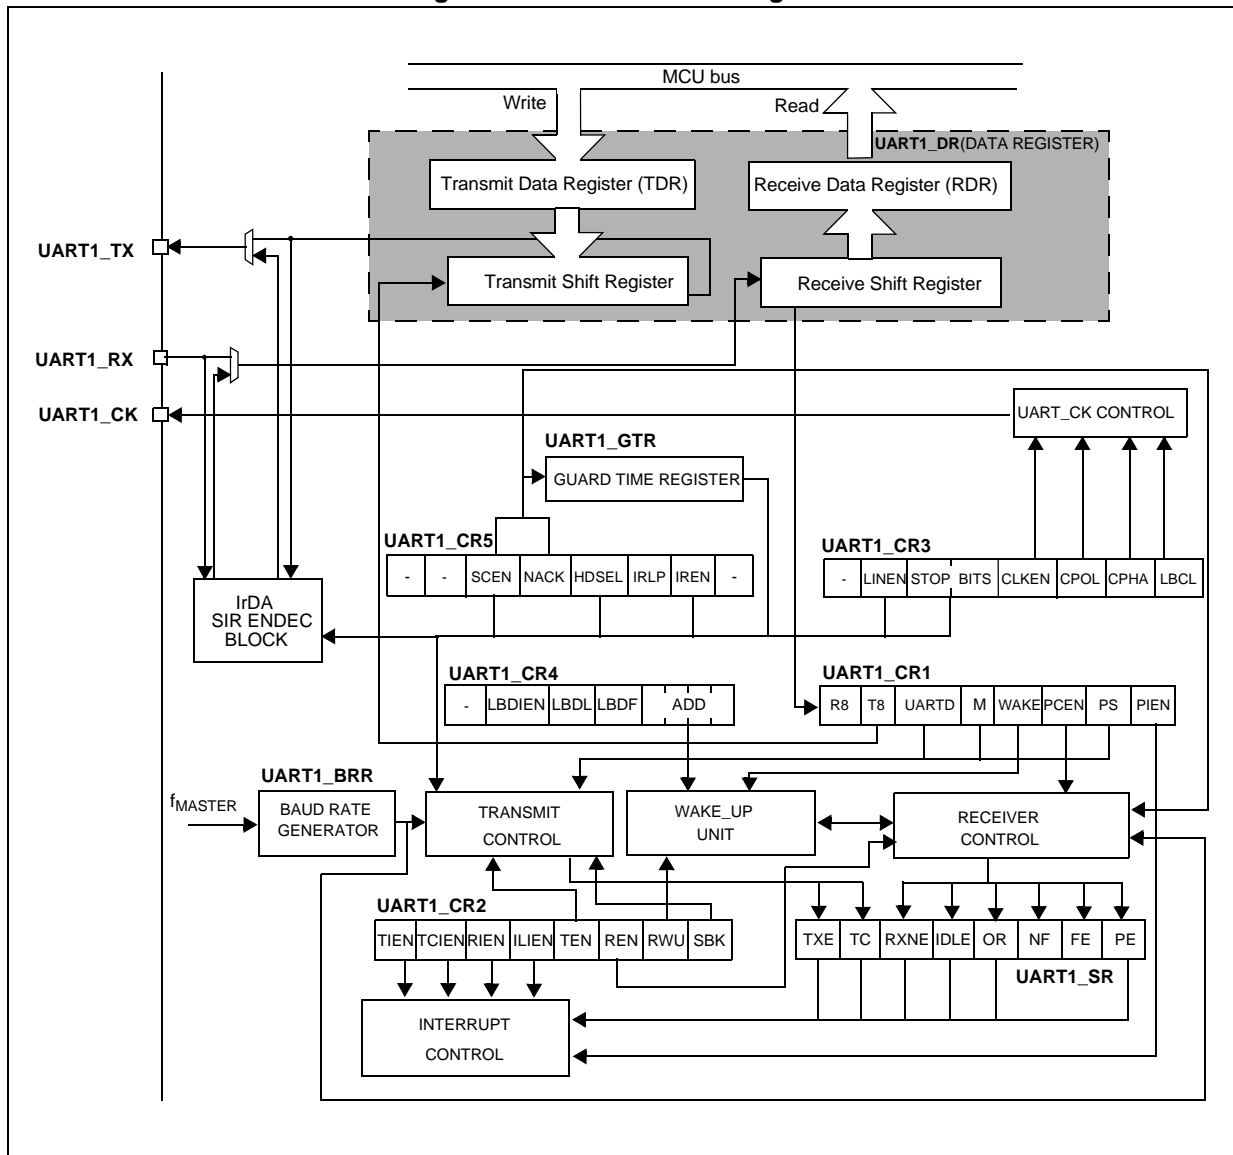 MCU bus
Write
Read
UART1_DR(DATA REGISTER)
Transmit Data Register (TDR)
Receive Data Register (RDR)
UART1_TX
Transmit Shift Register
Receive Shift Register
UART1_RX
UART1_CK
UART_CK CONTROL
UART1_GTR
GUARD TIME REGISTER
UART1_CR5
- - SCEN NACK HDSEL IRLP IREN -
UART1_CR3
- LINEN STOP BITS CLKEN CPOL CPHA LBCL
IrDA
SIR ENDEC
BLOCK
UART1_CR4
- LBDIEN LBDL LBDF ADD
UART1_CR1
R8 T8 UARTD M WAKE PCEN PS PIEN
UART1_BRR
fMASTER
BAUD RATE
GENERATOR
TRANSMIT
CONTROL
WAKE_UP
UNIT
RECEIVER
CONTROL
UART1_CR2
TIEN TCIEN RIEN ILIEN TEN REN RWU SBK
TXE TC RXNE IDLE OR NF FE PE
UART1_SR
INTERRUPT
CONTROL